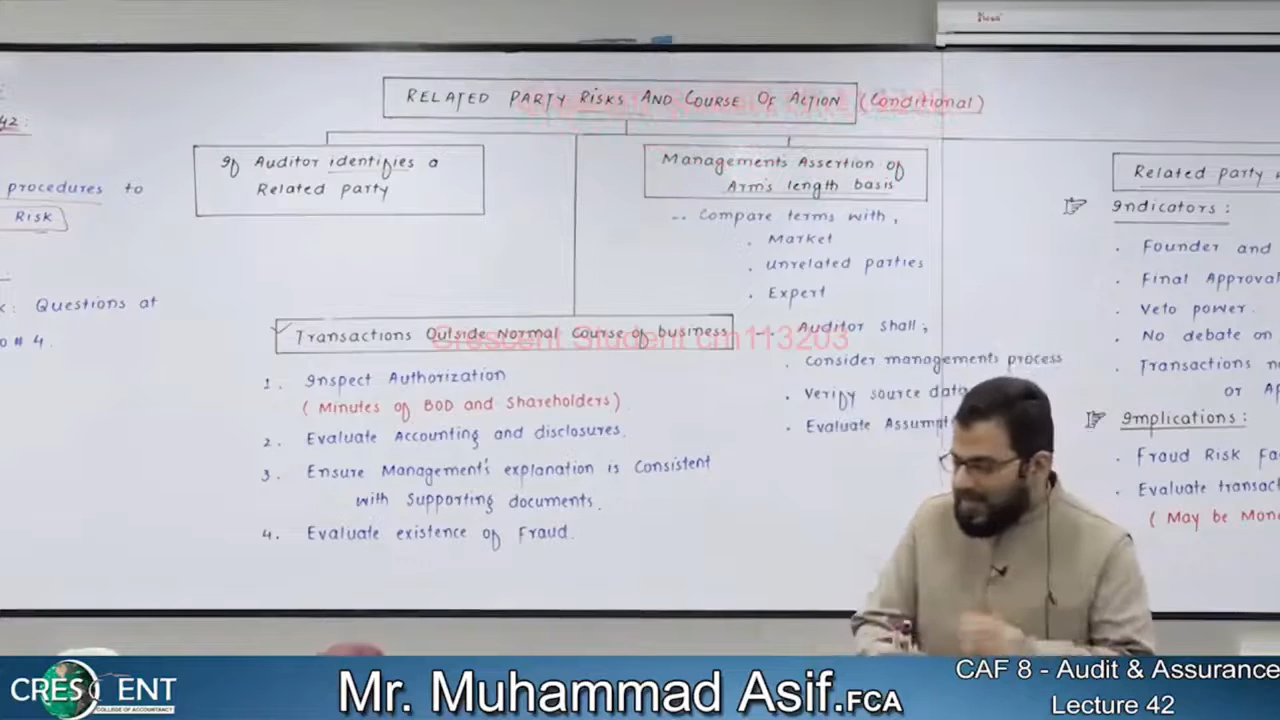 RELATED PARTY RISKS AND COURSE OF ACTION (Conditional)
42:
procedures to
Risk
Questions at
# 4.
If Auditor identifies a
Related party
Managements Assertion of
Arm's length basis
-- Compare terms with,
. Market
. unrelated parties
. Expert
Transactions Outside Normal Course of business
1. Inspect Authorization
(Minutes of BOD and Shareholders)
2. Evaluate Accounting and disclosures.
3. Ensure Management's explanation is Consistent
with Supporting documents.
4. Evaluate existence of Fraud.
-- Auditor shall,
. Consider managements process
. Verify source data
. Evaluate Assumpt
Related party
Indicators:
. Founder and
. Final Approval
. Veto power.
. No debate on
. Transactions
or
Implications:
. Fraud Risk
. Evaluate transact
(May be
Crescent Student cm113203
CRESCENT
COLLEGE OF ACCOUNTANCY
Mr. Muhammad Asif.FCA
CAF 8 - Audit & Assurance
Lecture 42